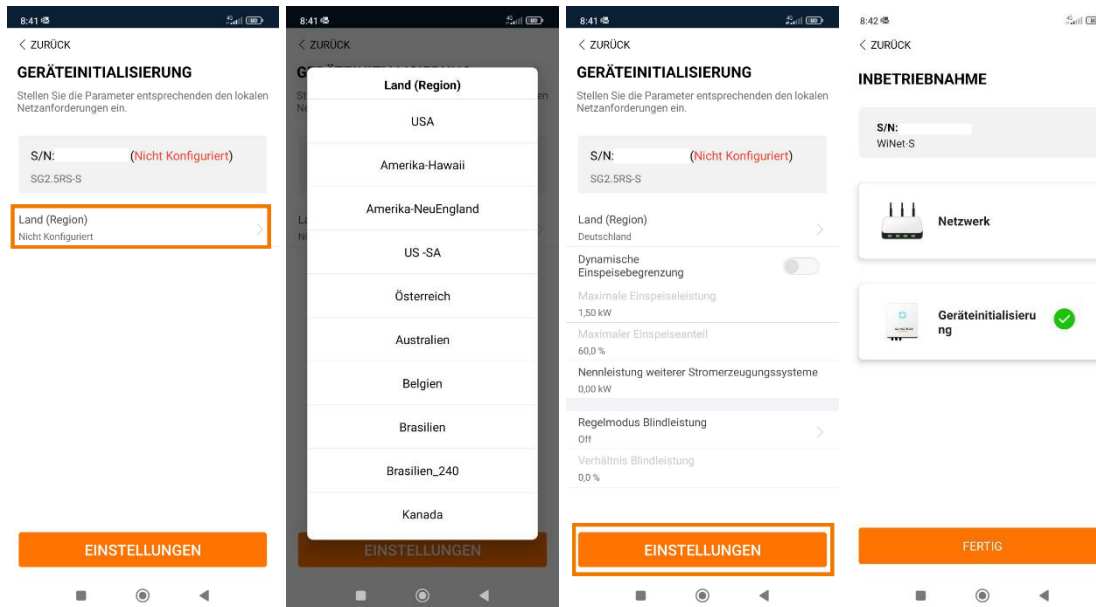 8:41
< ZURÜCK
GERÄTEINITIALISIERUNG
Stellen Sie die Parameter entsprechenden den lokalen
Netzanforderungen ein.
S/N: (Nicht Konfiguriert)
SG2.5RS-S
Land (Region)
Nicht Konfiguriert
EINSTELLUNGEN
8:41
< ZURÜCK
Land (Region)
USA
Amerika-Hawaii
Amerika-NeuEngland
US -SA
Österreich
Australien
Belgien
Brasilien
Brasilien_240
Kanada
EINSTELLUNGEN
8:41
< ZURÜCK
GERÄTEINITIALISIERUNG
Stellen Sie die Parameter entsprechenden den lokalen
Netzanforderungen ein.
S/N: (Nicht Konfiguriert)
SG2.5RS-S
Land (Region)
Deutschland
Dynamische
Einspeisebegrenzung
Maximale Einspeiseleistung
1,50 kW
Maximaler Einspeiseanteil
60,0 %
Nennleistung weiterer Stromerzeugungssysteme
0,00 kW
Regelmodus Blindleistung
Off
Verhältnis Blindleistung
0,0 %
EINSTELLUNGEN
8:42
< ZURÜCK
INBETRIEBNAHME
S/N:
WiNet-S
Netzwerk
Geräteinitialisieru
ng
FERTIG